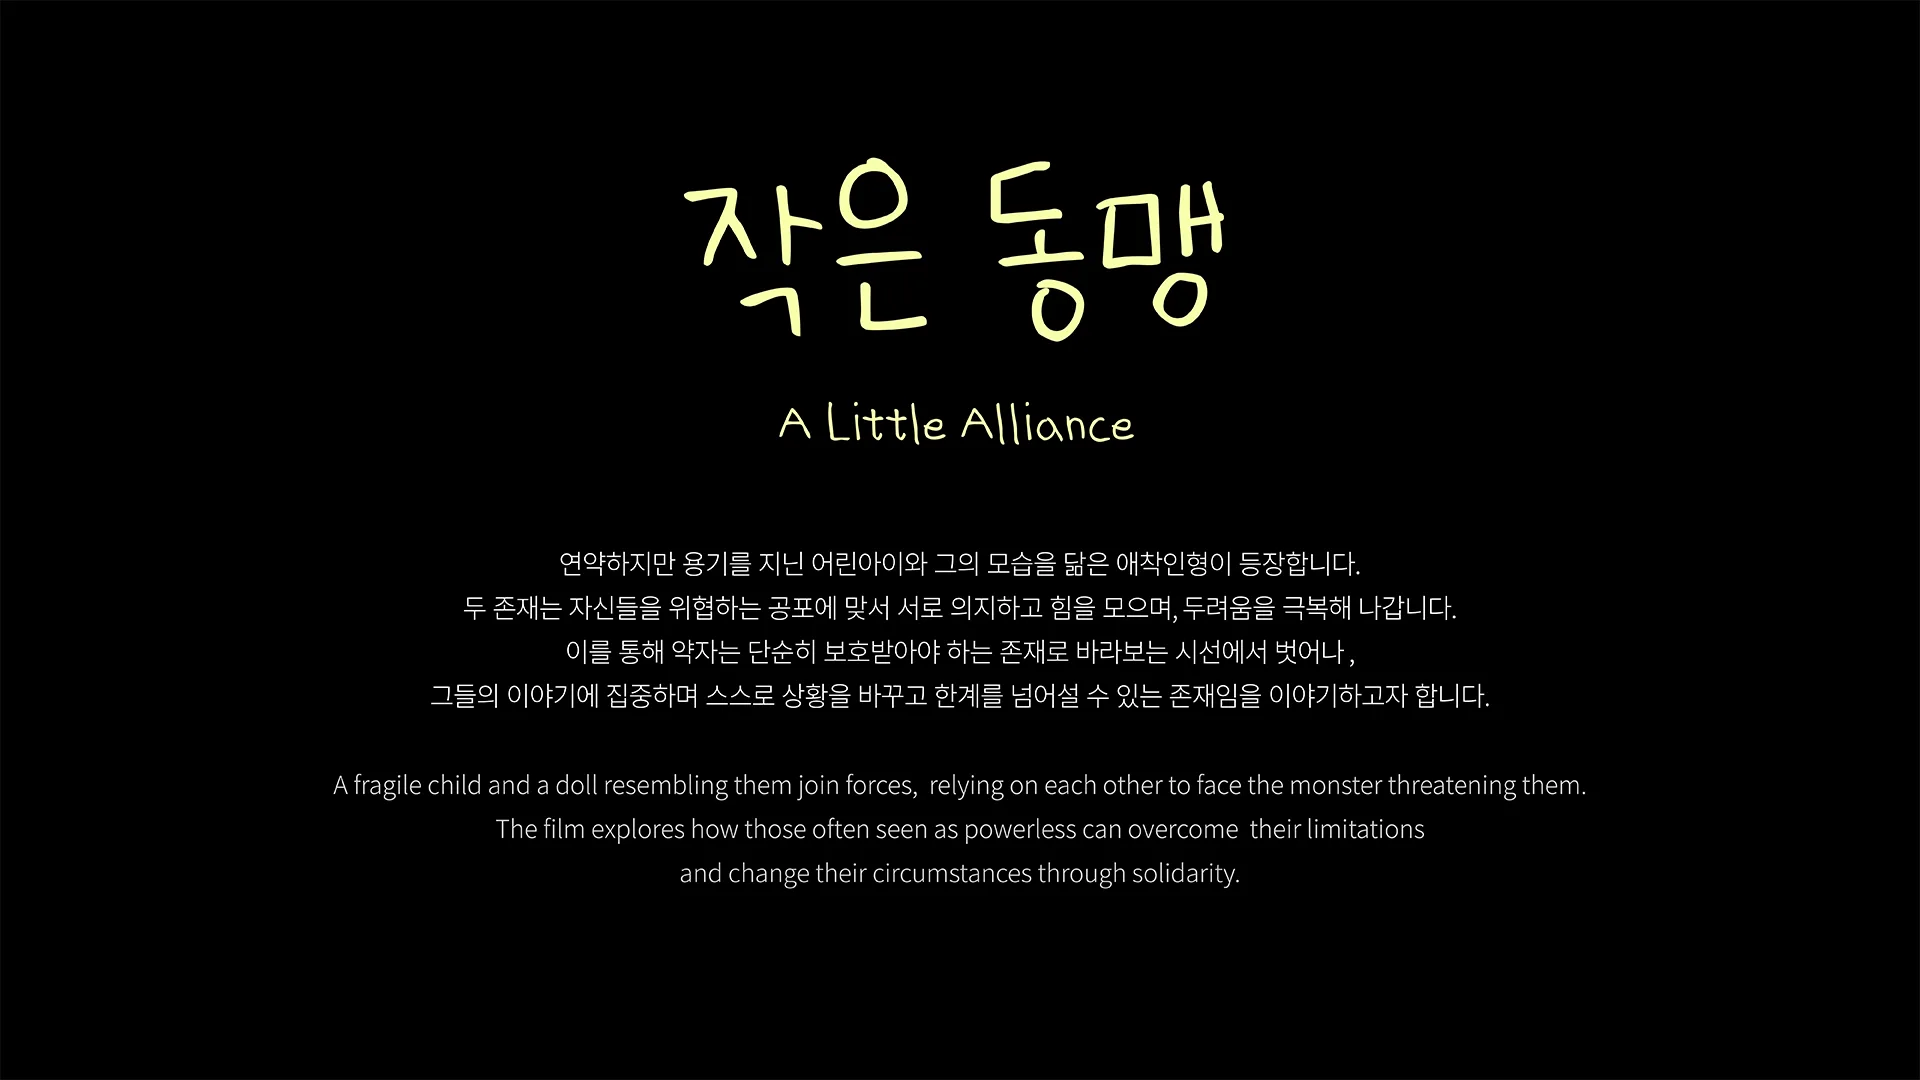 작은 동맹
A Little Alliance
연약하지만 용기를 지닌 어린아이와 그의 모습을 닮은 애착인형이 등장합니다.
두 존재는 자신들을 위협하는 공포에 맞서 서로 의지하고 힘을 모으며, 두려움을 극복해 나갑니다.
이를 통해 약자는 단순히 보호받아야 하는 존재로 바라보는 시선에서 벗어나 ,
그들의 이야기에 집중하며 스스로 상황을 바꾸고 한계를 넘어설 수 있는 존재임을 이야기하고자 합니다.
A fragile child and a doll resembling them join forces,  relying on each other to face the monster threatening them.
The film explores how those often seen as powerless can overcome  their limitations
and change their circumstances through solidarity.